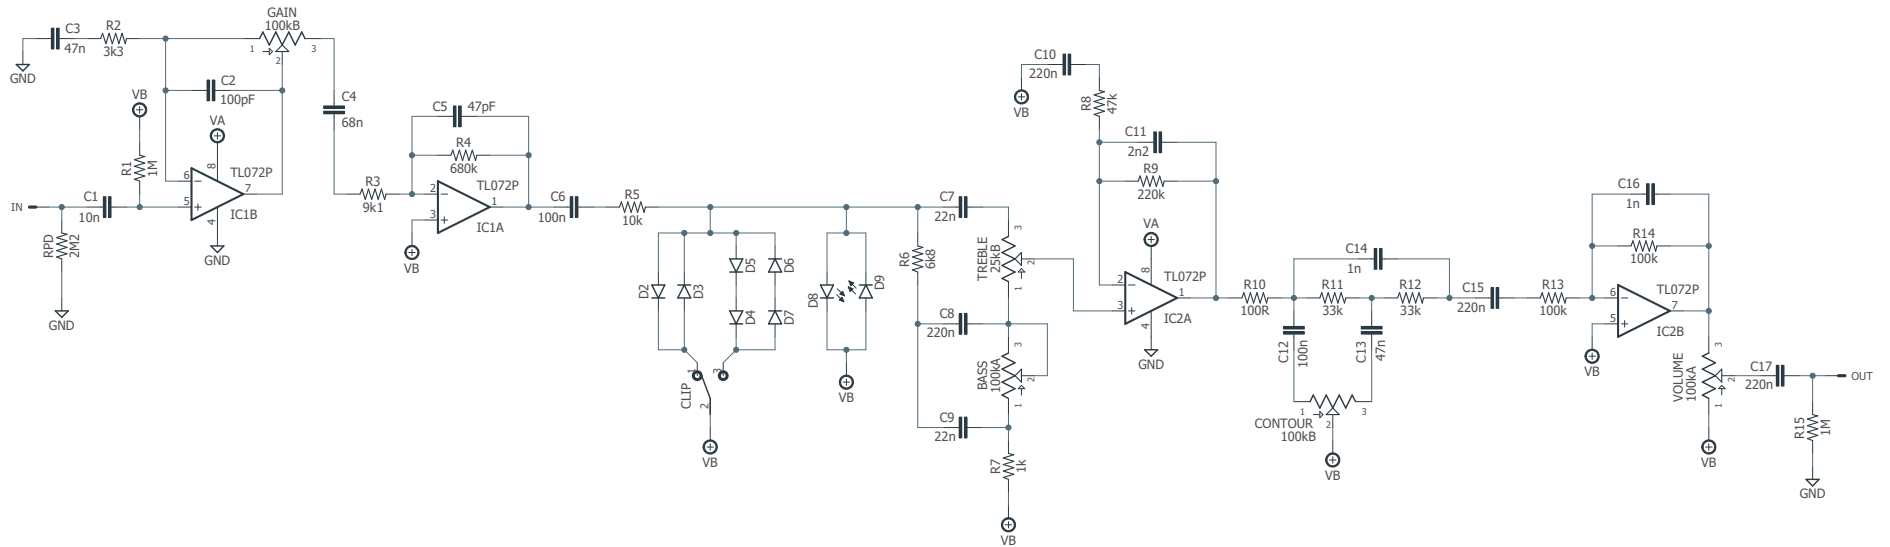 C3
47n
GND
R2
3k3
GAIN
100kB
1
2
3
C2
100pF
VB
R1
1M
VA
8
TL072P
6
5
7
4
IC1B
GND
IN
C1
10n
RPD
2M2
GND
C4
68n
R3
9k1
C5
47pF
R4
680k
TL072P
2
3
1
IC1A
VB
C6
100n
R5
10k
D2
D3
D5
D4
D6
D7
CLIP
1
3
2
VB
D8
D9
VB
R6
6k8
C7
22n
TREBLE
25kB
3
2
1
C8
220n
BASS
100kA
3
2
1
C9
22n
R7
1k
VB
C10
220n
VB
R8
47k
C11
2n2
R9
220k
VA
8
TL072P
2
3
1
4
IC2A
GND
R10
100R
C14
1n
R11
33k
R12
33k
C12
100n
C13
47n
CONTOUR
100kB
1
2
3
VB
C15
220n
R13
100k
C16
1n
R14
100k
TL072P
6
5
7
IC2B
VB
VOLUME
100kA
3
2
1
VB
C17
220n
OUT
R15
1M
GND